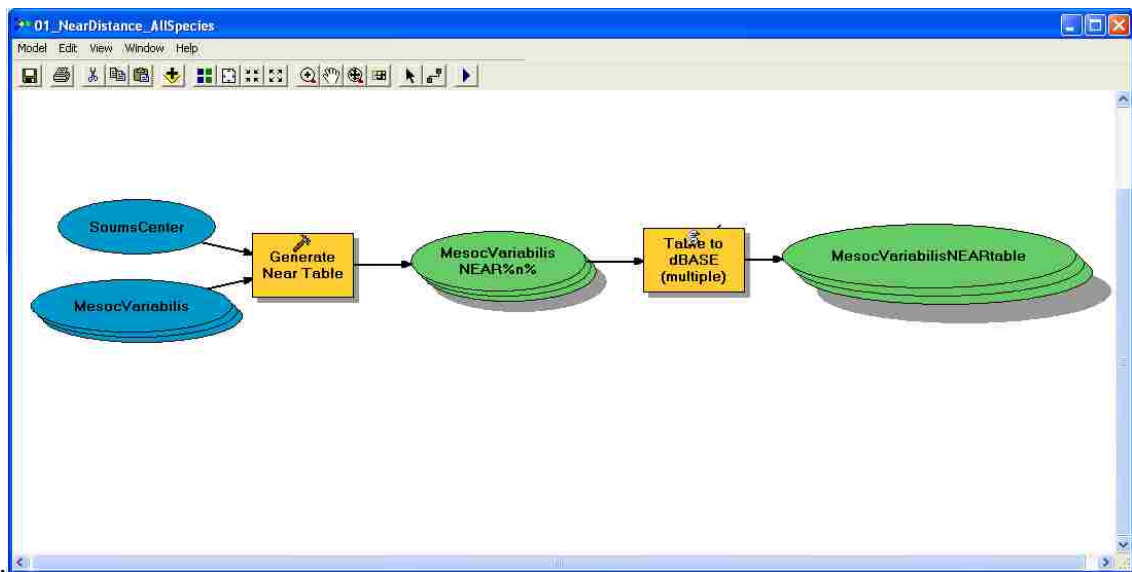 01_NearDistance_AllSpecies
Model Edit View Window Help
SoumsCenter
MesocVariabilis
Generate
Near Table
MesocVariabilis
NEAR%n%
Table to
dBASE
(multiple)
MesocVariabilisNEARtable